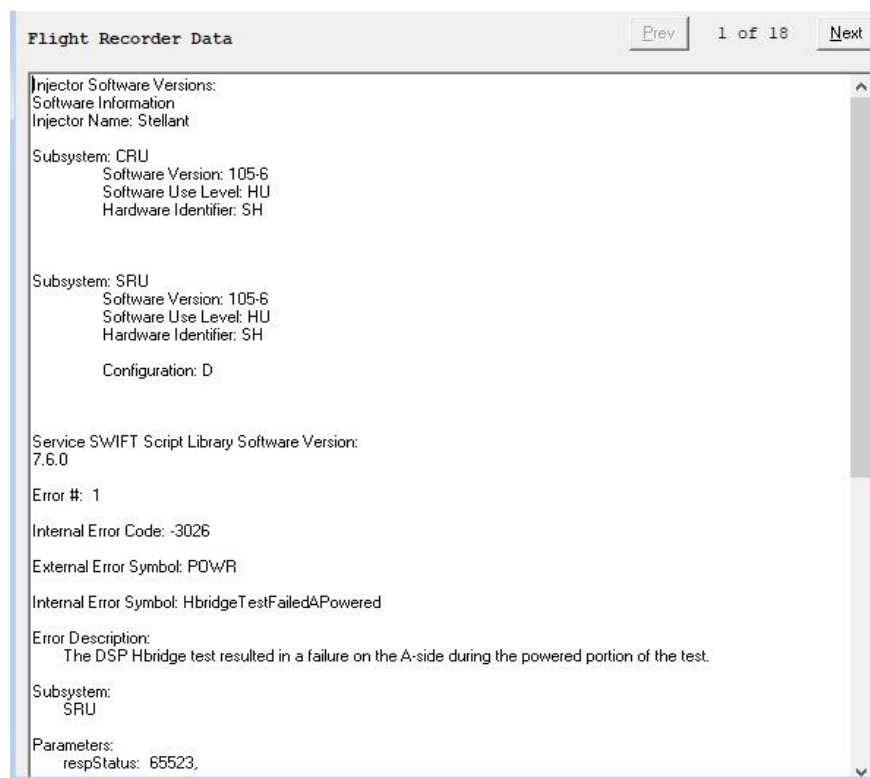 Flight Recorder Data
Prev
1 of 18
Next
Injector Software Versions:
Software Information
Injector Name: Stellant
Subsystem: CRU
Software Version: 105-6
Software Use Level: HU
Hardware Identifier: SH
Subsystem: SRU
Software Version: 105-6
Software Use Level: HU
Hardware Identifier: SH
Configuration: D
Service SWIFT Script Library Software Version:
7.6.0
Error #:  1
Internal Error Code: -3026
External Error Symbol: POWR
Internal Error Symbol: HbridgeTestFailedAPowered
Error Description:
The DSP Hbridge test resulted in a failure on the A-side during the powered portion of the test.
Subsystem:
SRU
Parameters:
respStatus:  65523,